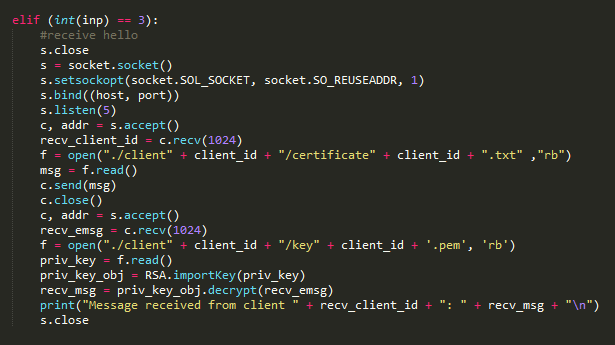 elif (int(inp) == 3):
    #receive hello
    s.close
    s = socket.socket()
    s.setsockopt(socket.SOL_SOCKET, socket.SO_REUSEADDR, 1)
    s.bind((host, port))
    s.listen(5)
    c, addr = s.accept()
    recv_client_id = c.recv(1024)
    f = open("./client" + client_id + "/certificate" + client_id + ".txt" ,"rb")
    msg = f.read()
    c.send(msg)
    c.close()
    c, addr = s.accept()
    recv_emsg = c.recv(1024)
    f = open("./client" + client_id + "/key" + client_id + '.pem', 'rb')
    priv_key = f.read()
    priv_key_obj = RSA.importKey(priv_key)
    recv_msg = priv_key_obj.decrypt(recv_emsg)
    print("Message received from client " + recv_client_id + ": " + recv_msg + "\n")
    s.close